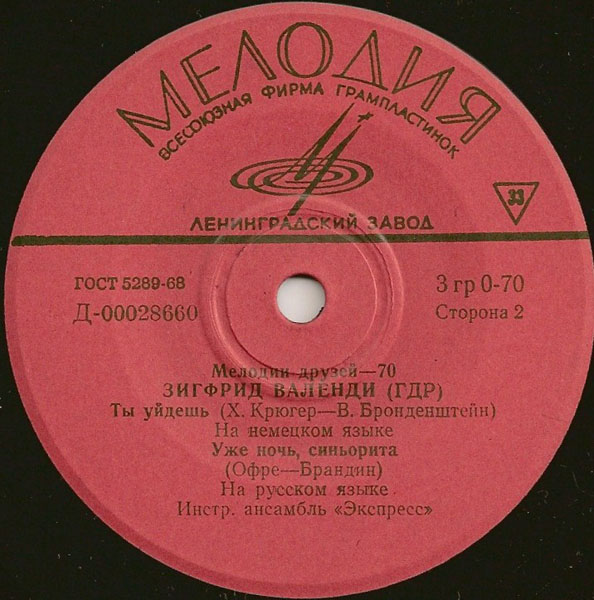 МЕЛОДИЯ
ВСЕСОЮЗНАЯ ФИРМА ГРАМПЛАСТИНОК
33
ЛЕНИНГРАДСКИЙ ЗАВОД
ГОСТ 5289-68
3 гр 0-70
Д-00028660
Сторона 2
Мелодии друзей—70
ЗИГФРИД ВАЛЕНДИ (ГДР)
Ты уйдешь (Х. Крюгер—В. Бронденштейн)
На немецком языке
Уже ночь, синьорита
(Офре—Брандин)
На русском языке
Инстр. ансамбль «Экспресс»